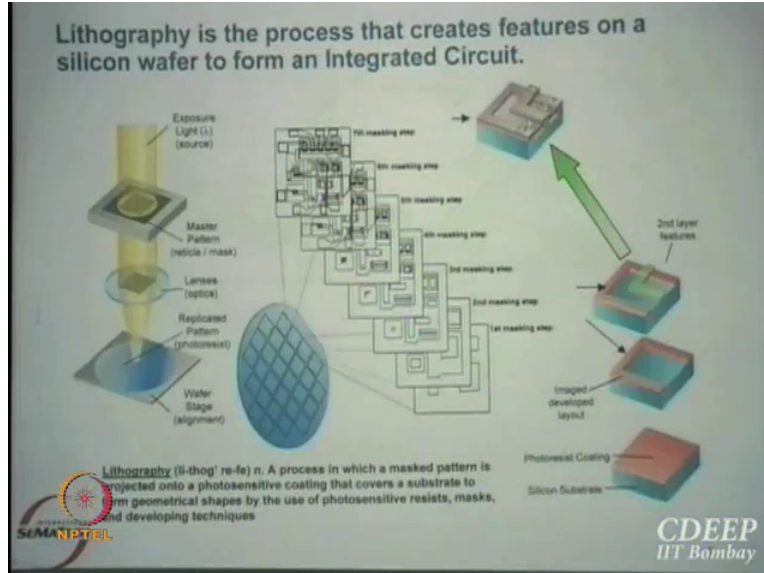 Lithography is the process that creates features on a
silicon wafer to form an Integrated Circuit.
Exposure
Light (λ)
(source)
Master
Pattern
(reticle / mask)
Lenses
(optics)
Replicated
Pattern
(photoresist)
Wafer
Stage
(alignment)
7th masking step
6th masking step
5th masking step
4th masking step
3rd masking step
2nd masking step
1st masking step
2nd layer
features
Imaged
developed
layout
Photoresist Coating
Silicon Substrate
Lithography (li-thog' re-fe) n. A process in which a masked pattern is
projected onto a photosensitive coating that covers a substrate to
form geometrical shapes by the use of photosensitive resists, masks,
and developing techniques
INTERNATIONAL
NPTEL
CDEEP
IIT Bombay